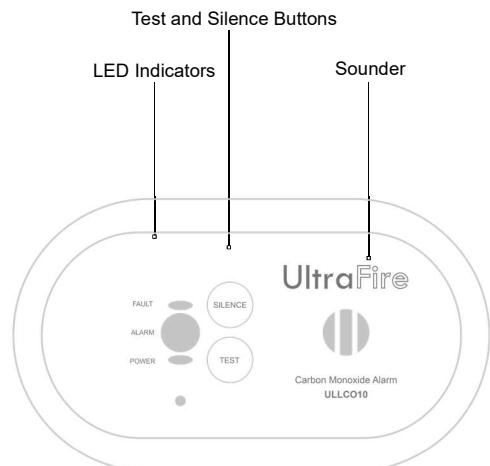 Test and Silence Buttons
LED Indicators
Sounder
UltraFire
FAULT
SILENCE
ALARM
POWER
TEST
Carbon Monoxide Alarm
ULLCO10